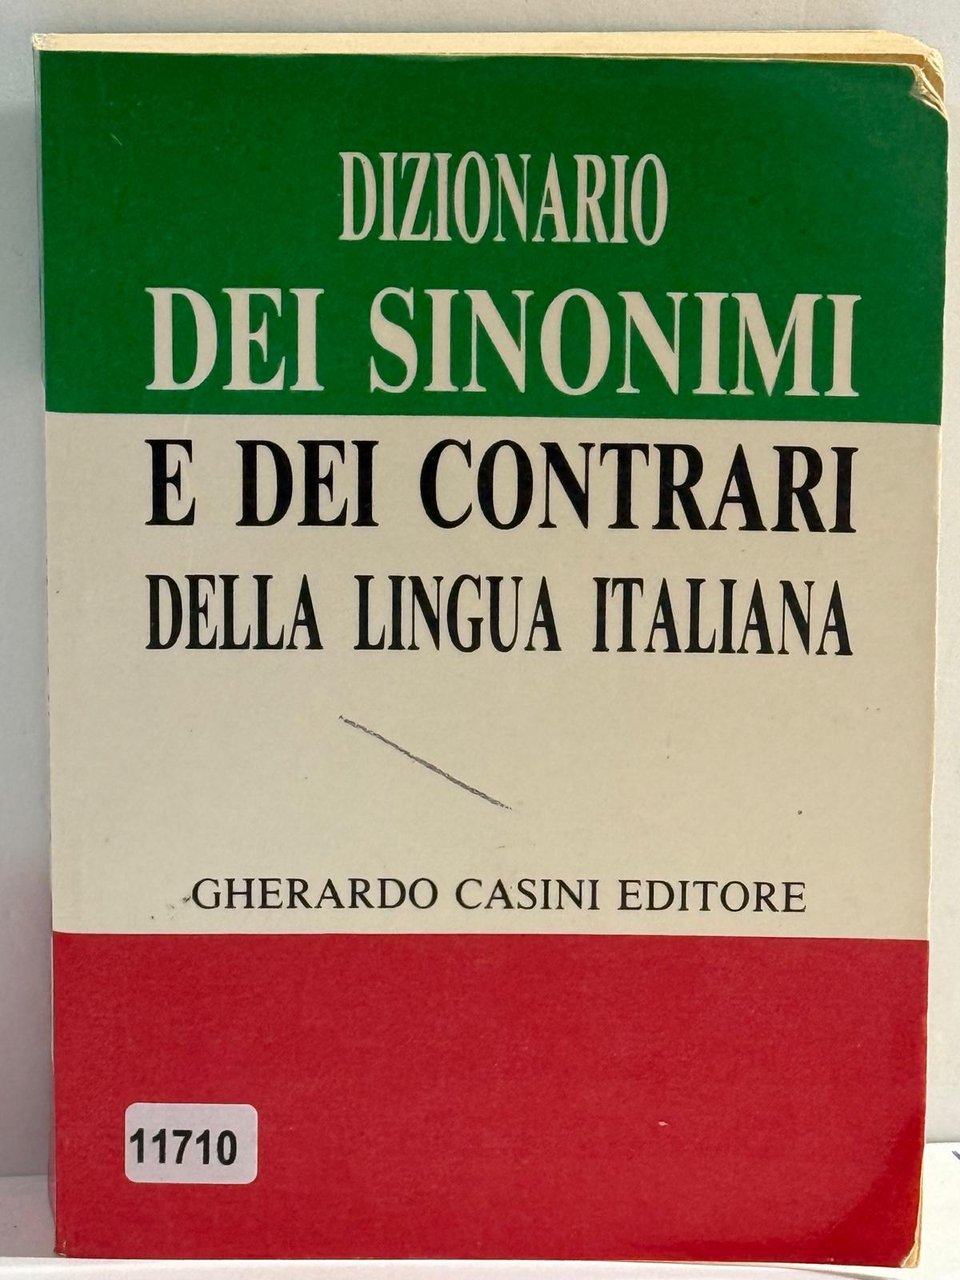 DIZIONARIO
DEI SINONIMI
E DEI CONTRARI
DELLA LINGUA ITALIANA
GHERARDO CASINI EDITORE
11710